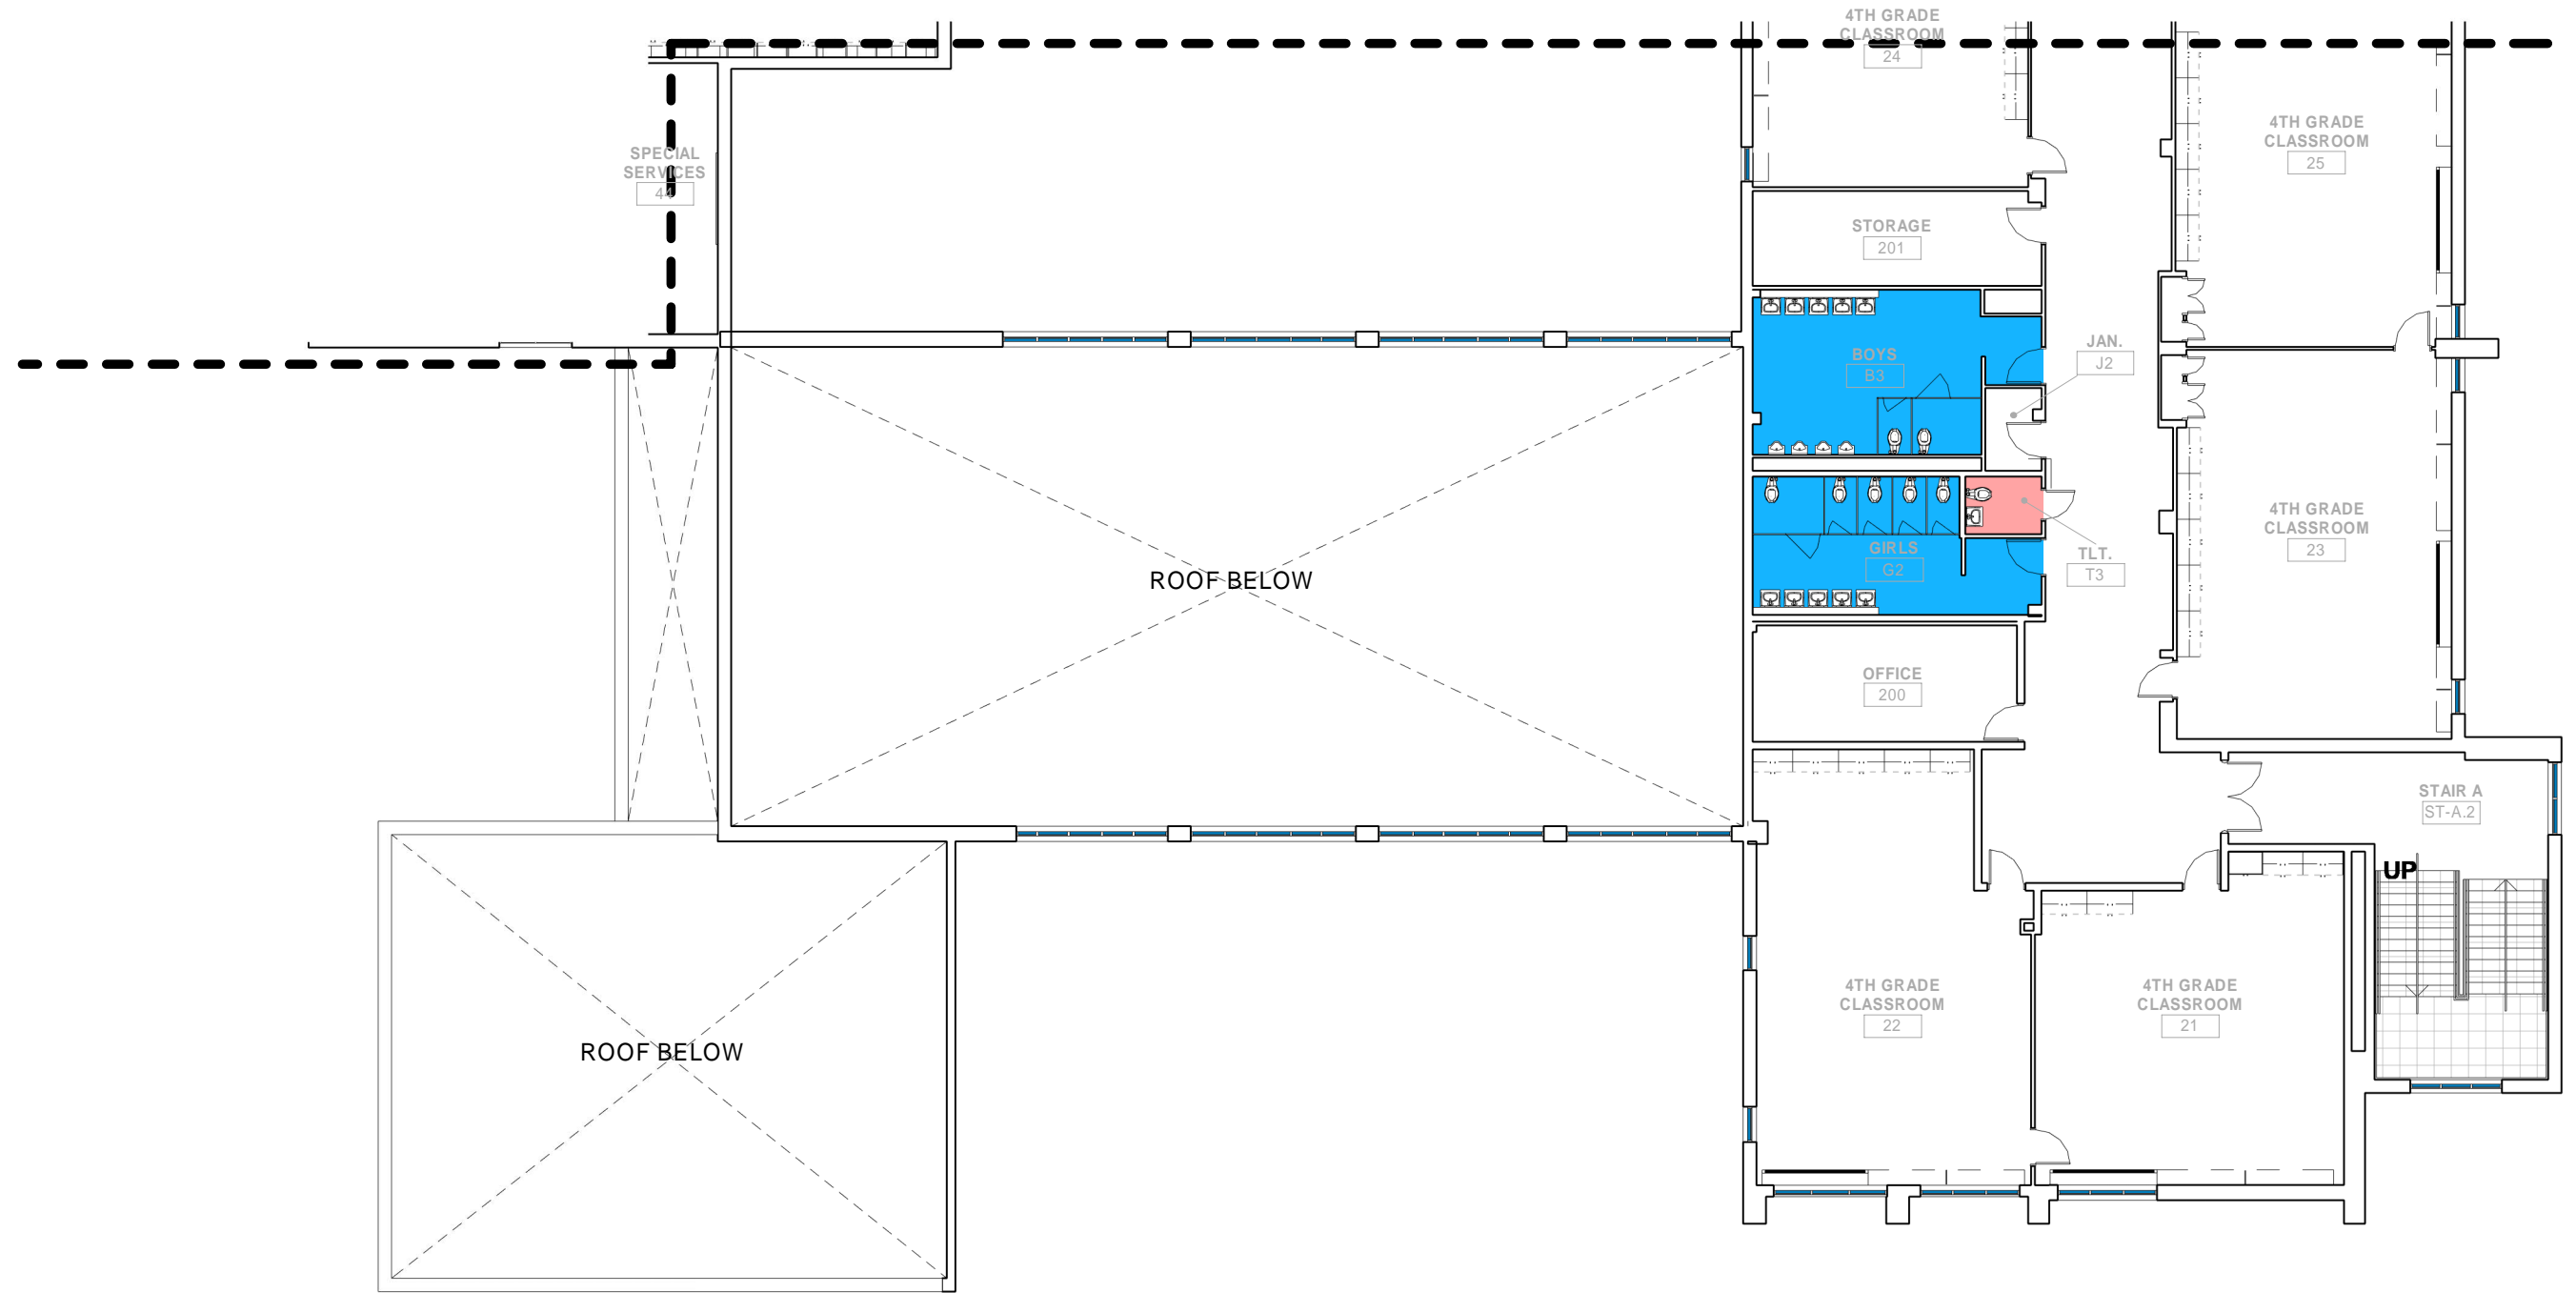 4TH GRADE
CLASSROOM
24
4TH GRADE
CLASSROOM
25
SPECIAL
SERVICES
44
STORAGE
201
BOYS
B3
JAN.
J2
4TH GRADE
CLASSROOM
23
GIRLS
G2
TLT.
T3
ROOF BELOW
OFFICE
200
STAIR A
ST-A.2
UP
4TH GRADE
CLASSROOM
22
4TH GRADE
CLASSROOM
21
ROOF BELOW